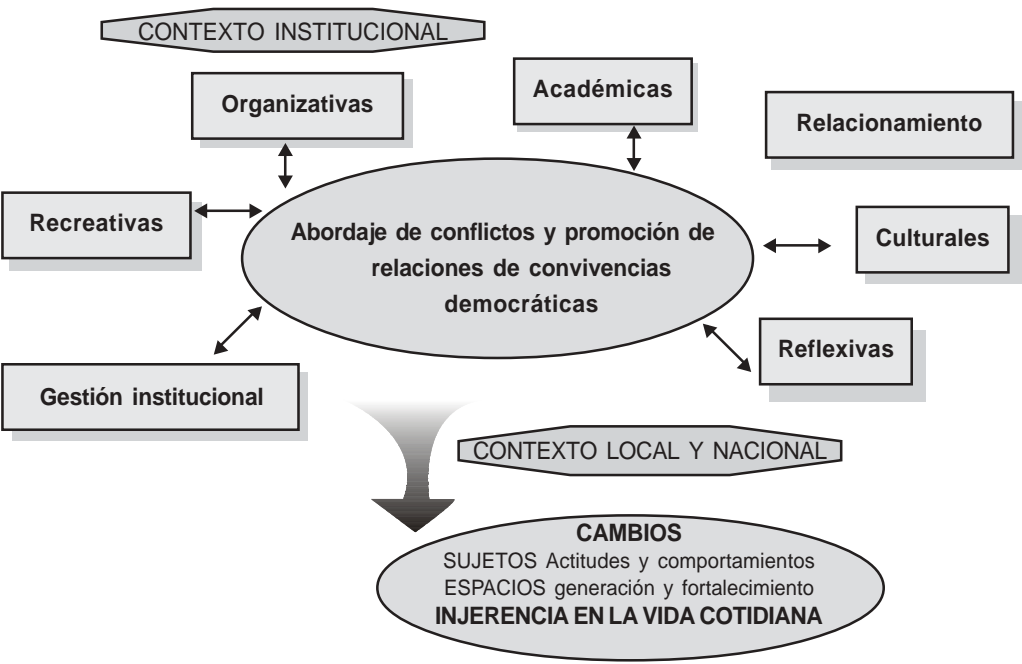 CONTEXTO INSTITUCIONAL
Organizativas
Académicas
Relacionamiento
Recreativas
Abordaje de conflictos y promoción de
relaciones de convivencias
democráticas
Culturales
Reflexivas
Gestión institucional
CONTEXTO LOCAL Y NACIONAL
CAMBIOS
SUJETOS Actitudes y comportamientos
ESPACIOS generación y fortalecimiento
INJERENCIA EN LA VIDA COTIDIANA